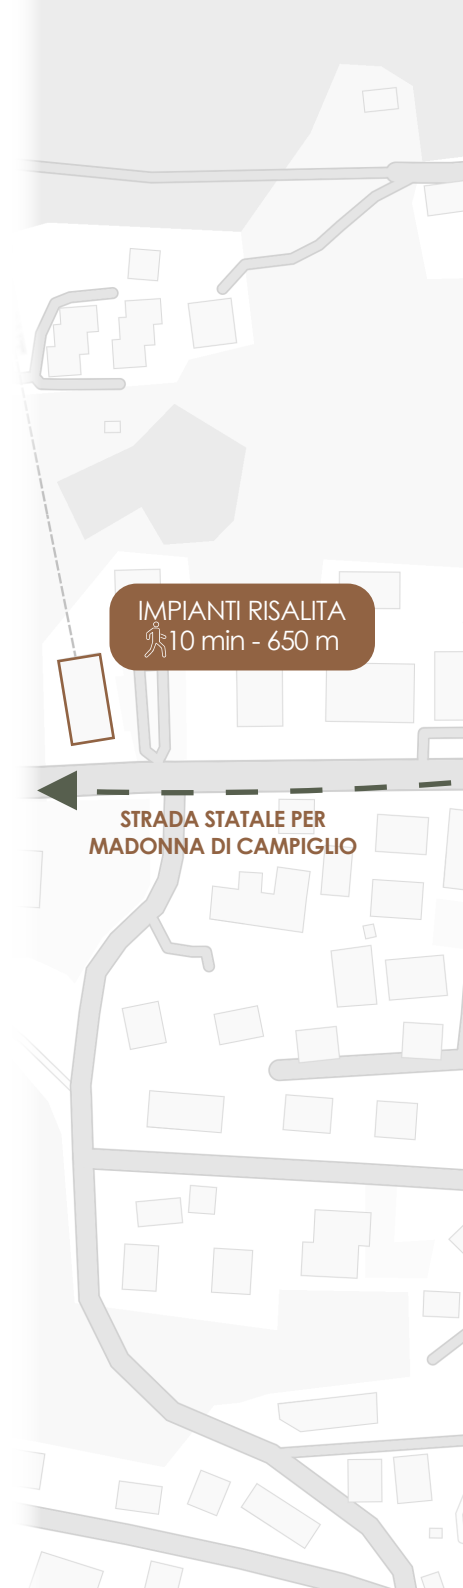 IMPIANTI RISALITA
10 min - 650 m
STRADA STATALE PER
MADONNA DI CAMPIGLIO